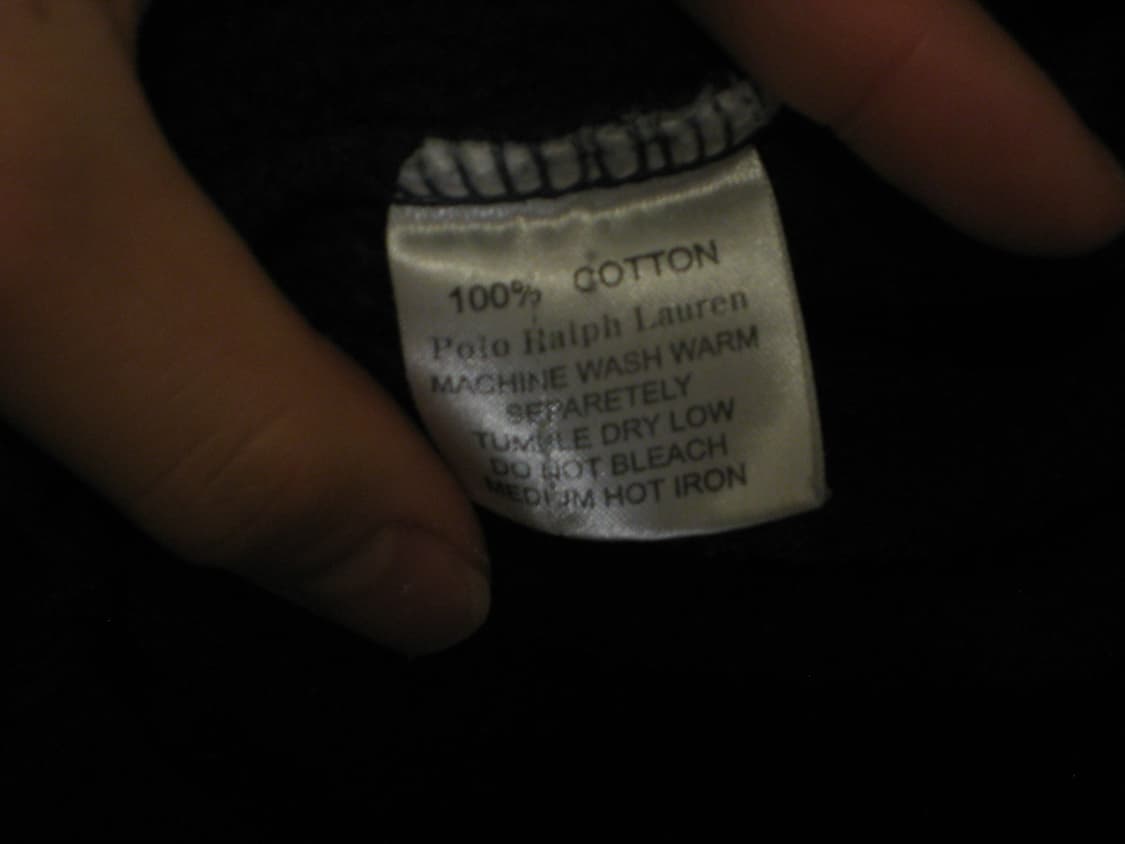 100% COTTON
Polo Ralph Lauren
MACHINE WASH WARM
SEPARETELY
TUMBLE DRY LOW
DO NOT BLEACH
MEDIUM HOT IRON